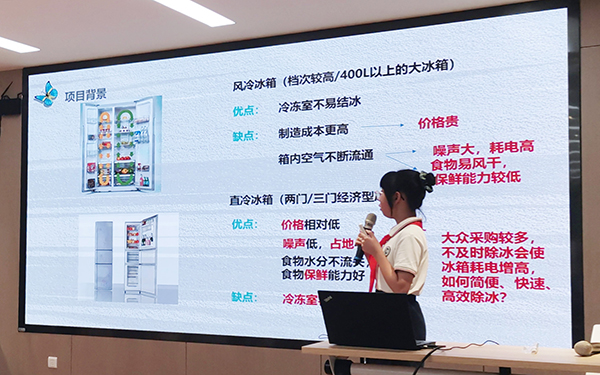 项目背景
风冷冰箱（档次较高/400L以上的大冰箱）
优点： 冷冻室不易结冰
缺点： 制造成本更高 价格贵
箱内空气不断流通 噪声大，耗电高
食物易风干，
保鲜能力较低
直冷冰箱（两门/三门经济型
优点： 价格相对低
噪声低，占地
食物水分不流失
食物保鲜能力好
缺点： 冷冻室
大众采购较多，
不及时除冰会使
冰箱耗电增高，
如何简便、快速、
高效除冰？